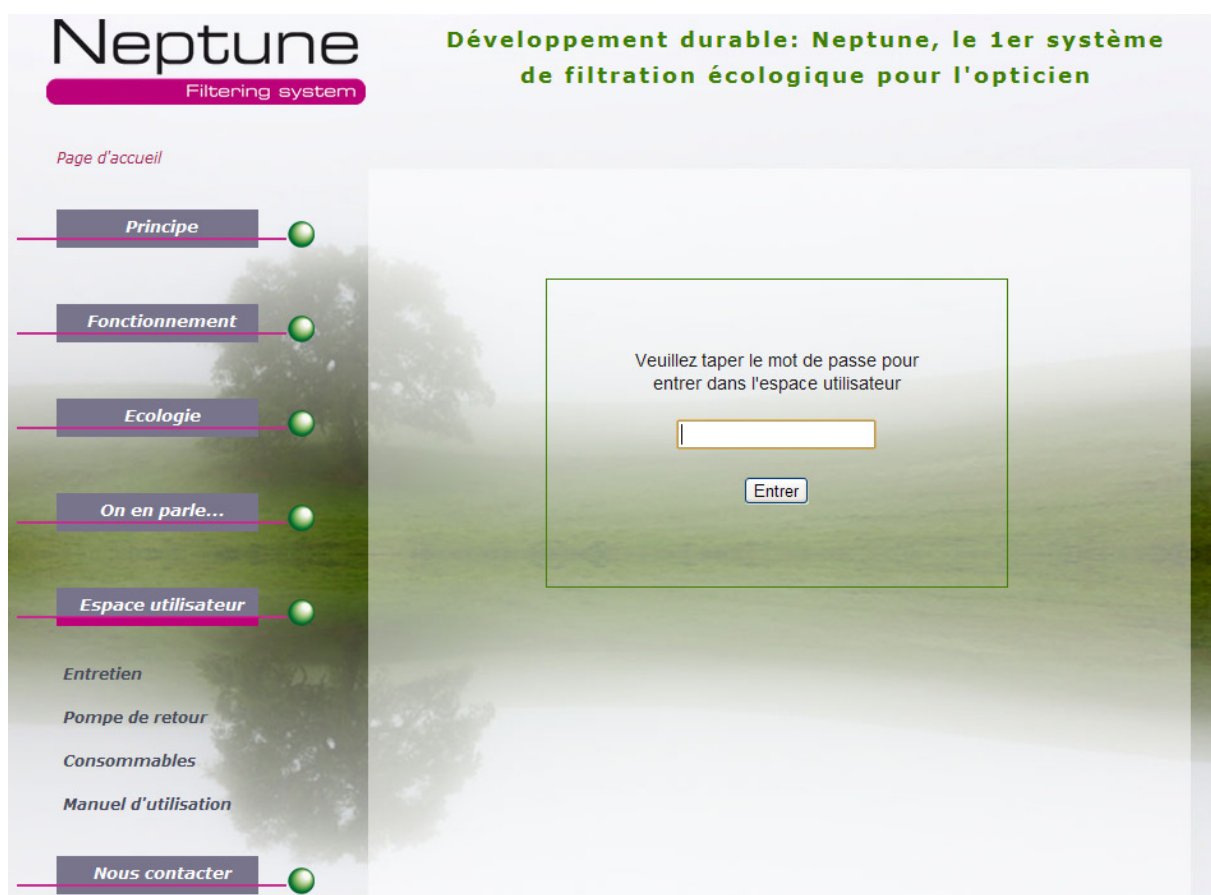 Neptune
Filtering system
Développement durable: Neptune, le 1er système
de filtration écologique pour l'opticien
Page d'accueil
Principe
Fonctionnement
Ecologie
On en parle...
Espace utilisateur
Entretien
Pompe de retour
Consommables
Manuel d'utilisation
Nous contacter
Veuillez taper le mot de passe pour
entrer dans l'espace utilisateur
Entrer